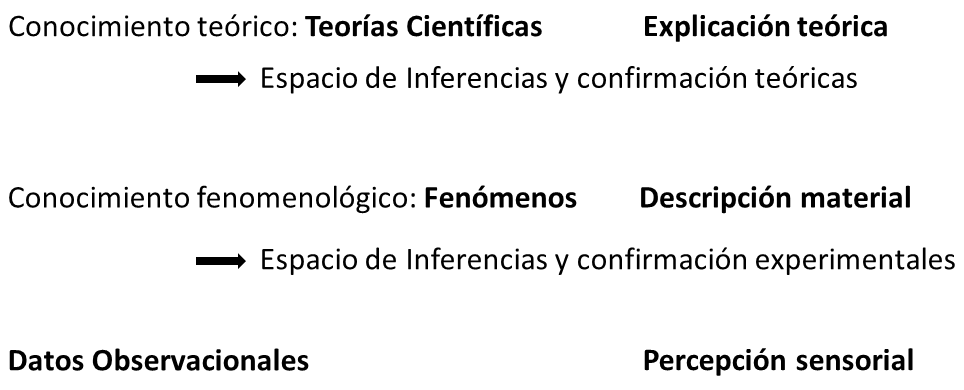 Conocimiento teórico: Teorías Científicas Explicación teórica
Espacio de Inferencias y confirmación teóricas
Conocimiento fenomenológico: Fenómenos Descripción material
Espacio de Inferencias y confirmación experimentales
Datos Observacionales Percepción sensorial